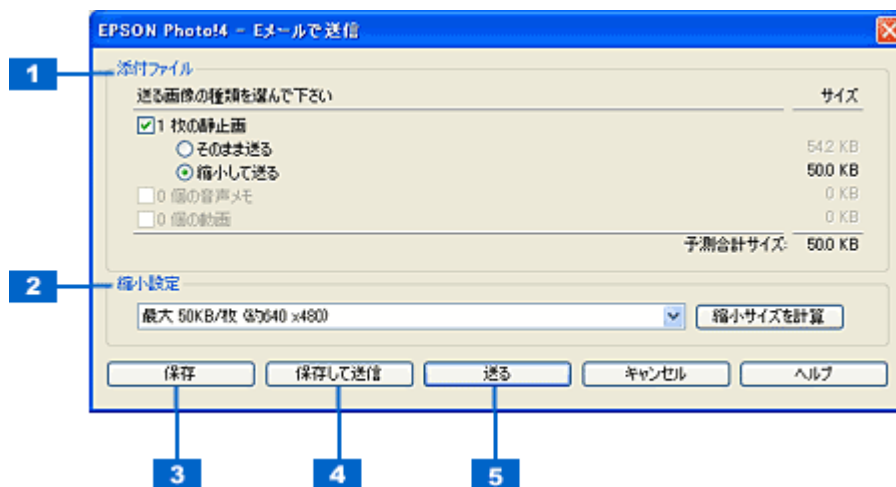 EPSON Photo!4 - Eメールで送信
1
添付ファイル
送る画像の種類を選んで下さい サイズ
1 枚の静止画
そのまま送る 54.2 KB
縮小して送る 50.0 KB
0 個の音声メモ 0 KB
0 個の動画 0 KB
予測合計サイズ: 50.0 KB
2
縮小設定
最大 50KB/枚 (約640 x480) 縮小サイズを計算
保存 保存して送信 送る キャンセル ヘルプ
3 4 5